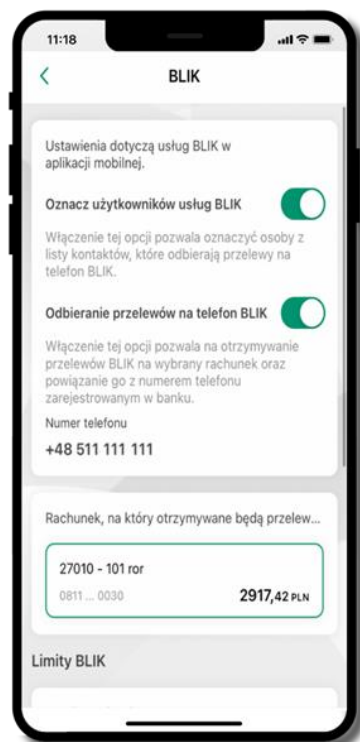 11:18
BLIK
Ustawienia dotyczą usług BLIK w
aplikacji mobilnej.
Oznacz użytkowników usług BLIK
Włączenie tej opcji pozwala oznaczyć osoby z
listy kontaktów, które odbierają przelewy na
telefon BLIK.
Odbieranie przelewów na telefon BLIK
Włączenie tej opcji pozwala na otrzymywanie
przelewów BLIK na wybrany rachunek oraz
powiązanie go z numerem telefonu
zarejestrowanym w banku.
Numer telefonu
+48 511 111 111
Rachunek, na który otrzymywane będą przelew...
27010 - 101 ror
0811 ... 0030
2917,42 PLN
Limity BLIK